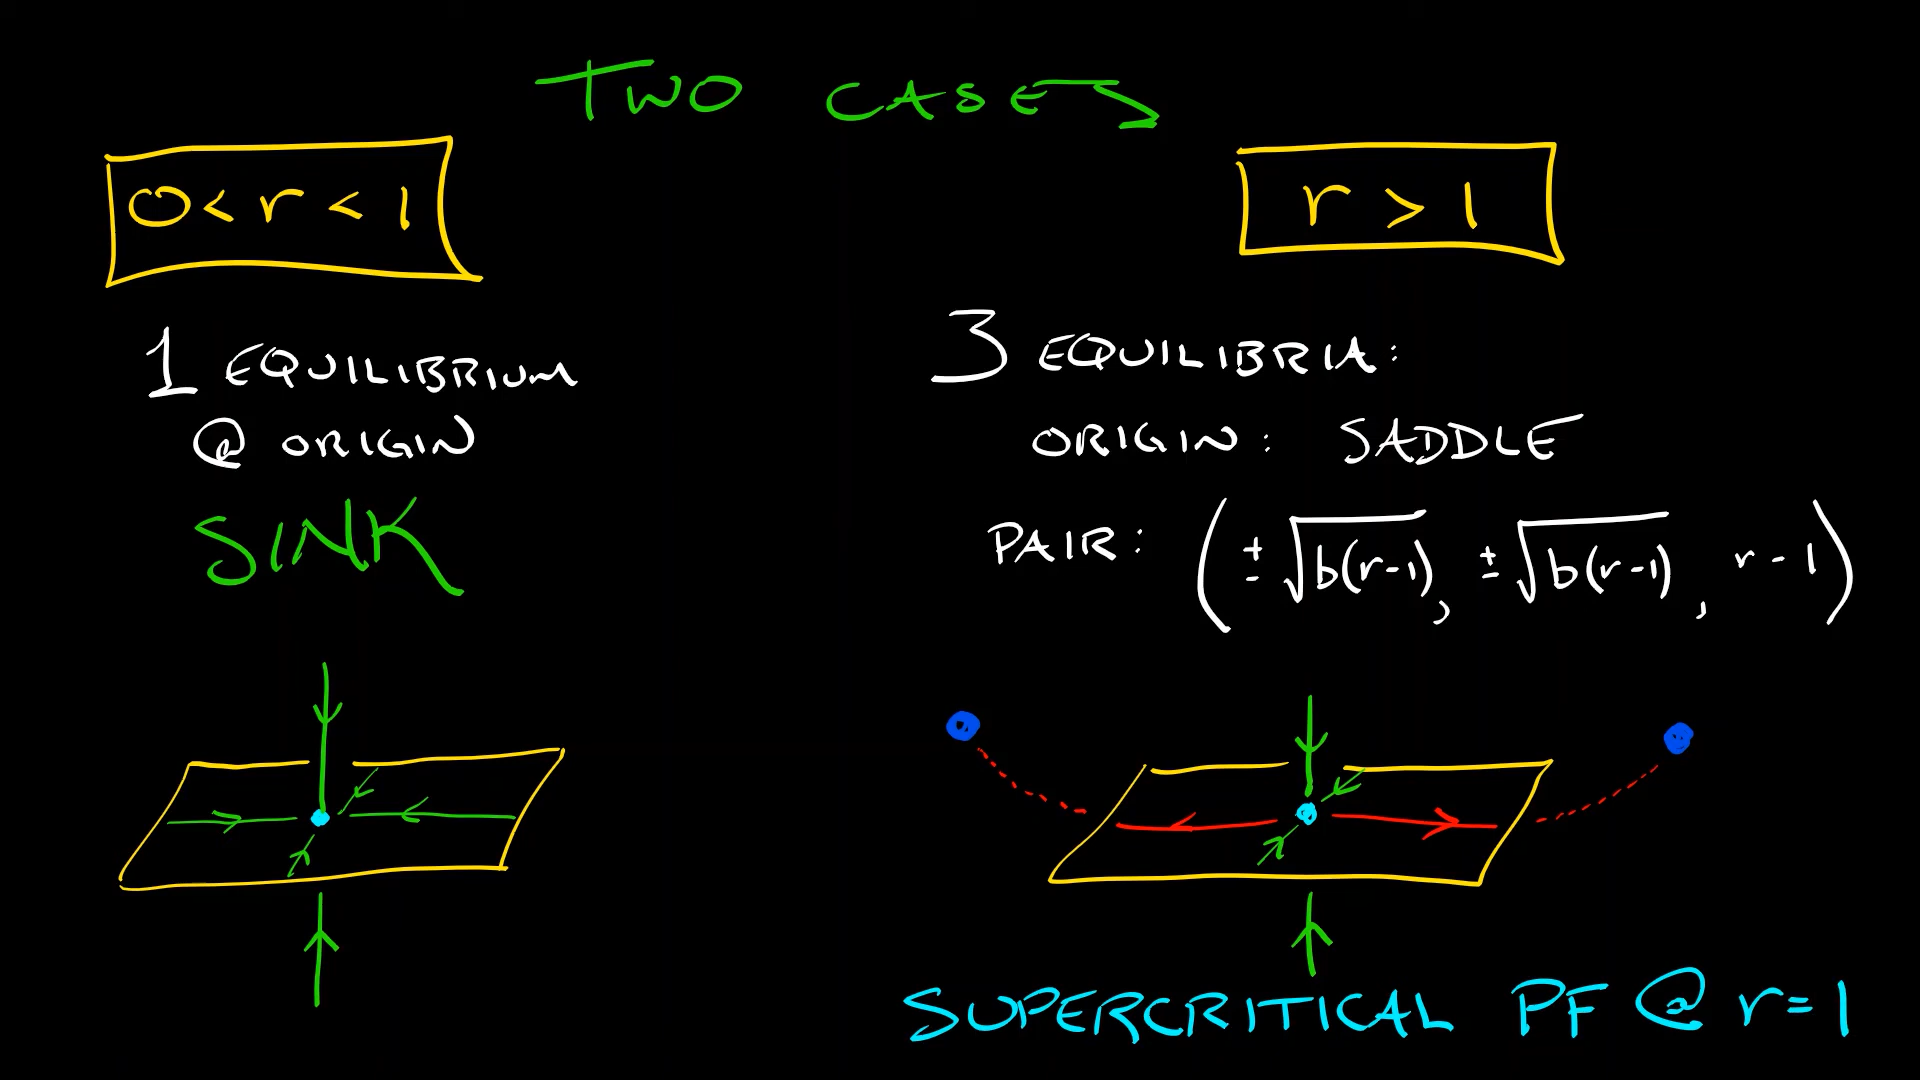 TWO CASES
0 < r < 1
1 EQUILIBRIUM
@ ORIGIN
SINK
r > 1
3 EQUILIBRIA:
ORIGIN: SADDLE
PAIR: (±√b(r-1), ±√b(r-1), r-1)
SUPERCRITICAL PF @ r=1